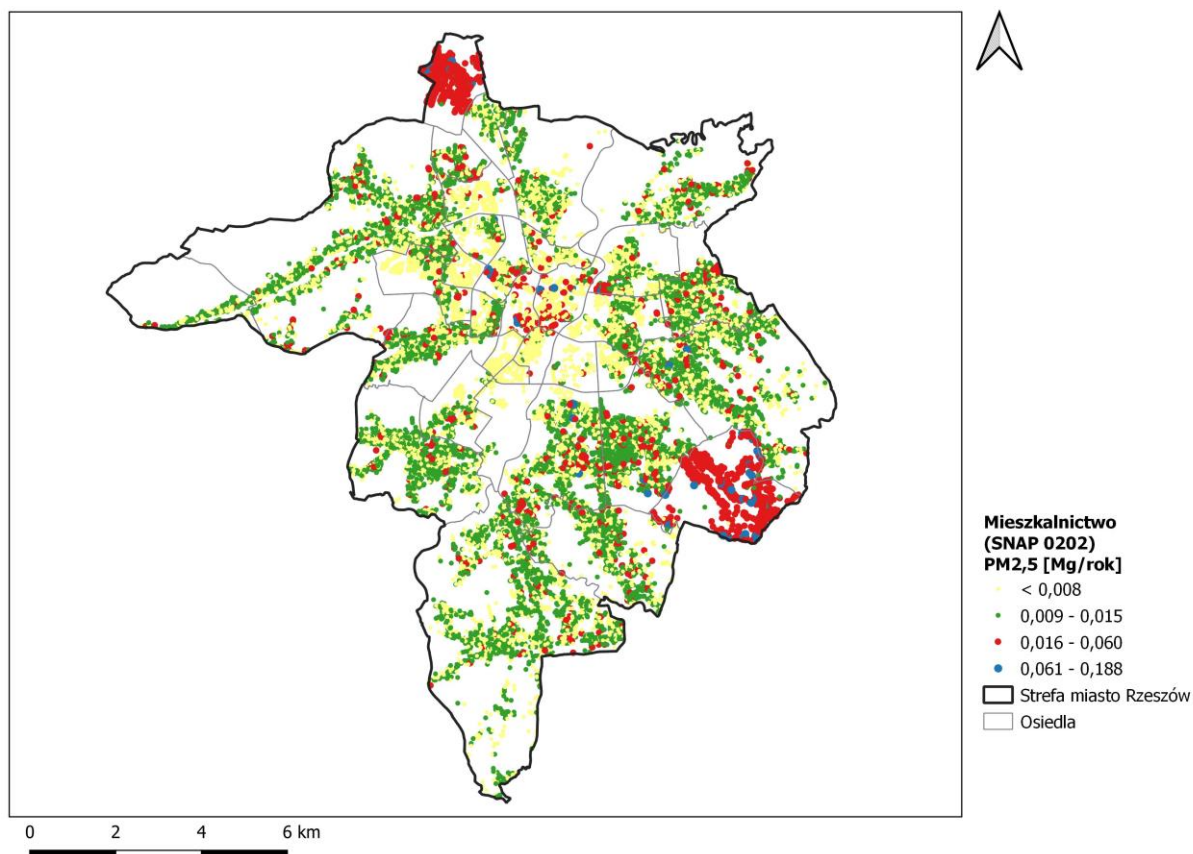 Mieszkalnictwo
(SNAP 0202)
PM2,5 [Mg/rok]
< 0,008
0,009 - 0,015
0,016 - 0,060
0,061 - 0,188
Strefa miasto Rzeszów
Osiedla
0 2 4 6 km